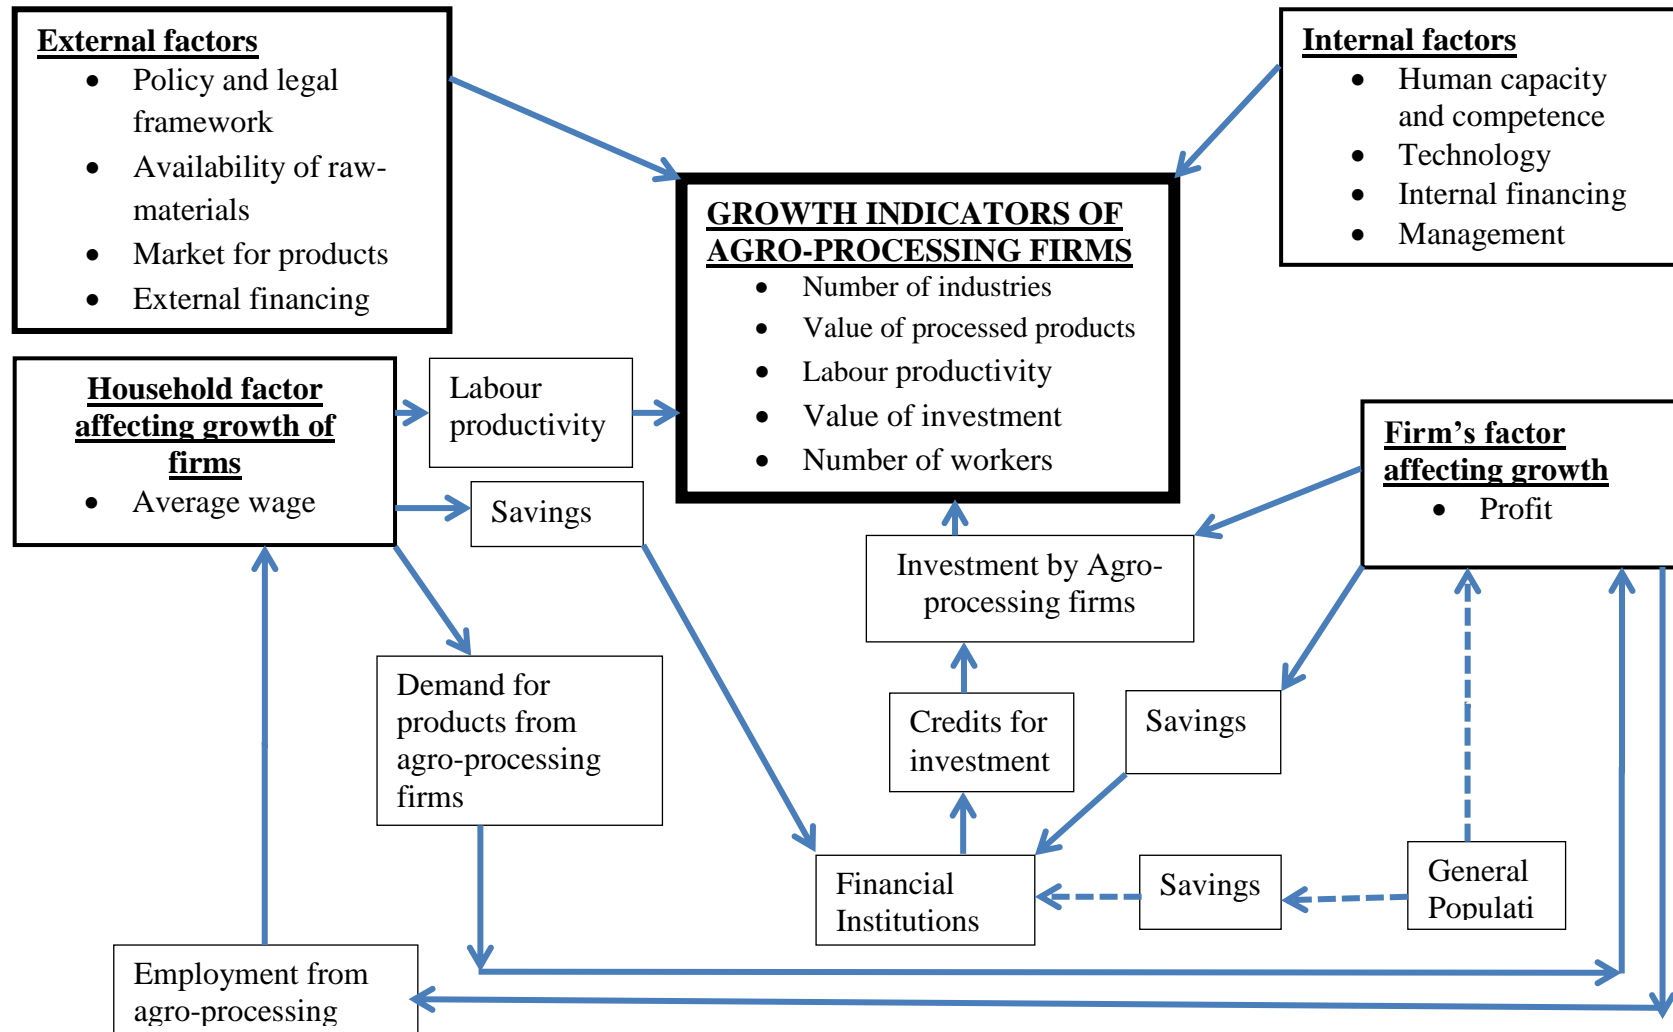 External factors
• Policy and legal
framework
• Availability of raw-
materials
• Market for products
• External financing
Internal factors
• Human capacity
and competence
• Technology
• Internal financing
• Management
GROWTH INDICATORS OF
AGRO-PROCESSING FIRMS
• Number of industries
• Value of processed products
• Labour productivity
• Value of investment
• Number of workers
Household factor
affecting growth of
firms
• Average wage
Labour
productivity
Savings
Firm’s factor
affecting growth
• Profit
Investment by Agro-
processing firms
Demand for
products from
agro-processing
firms
Credits for
investment
Savings
Financial
Institutions
Savings
General
Populati
Employment from
agro-processing